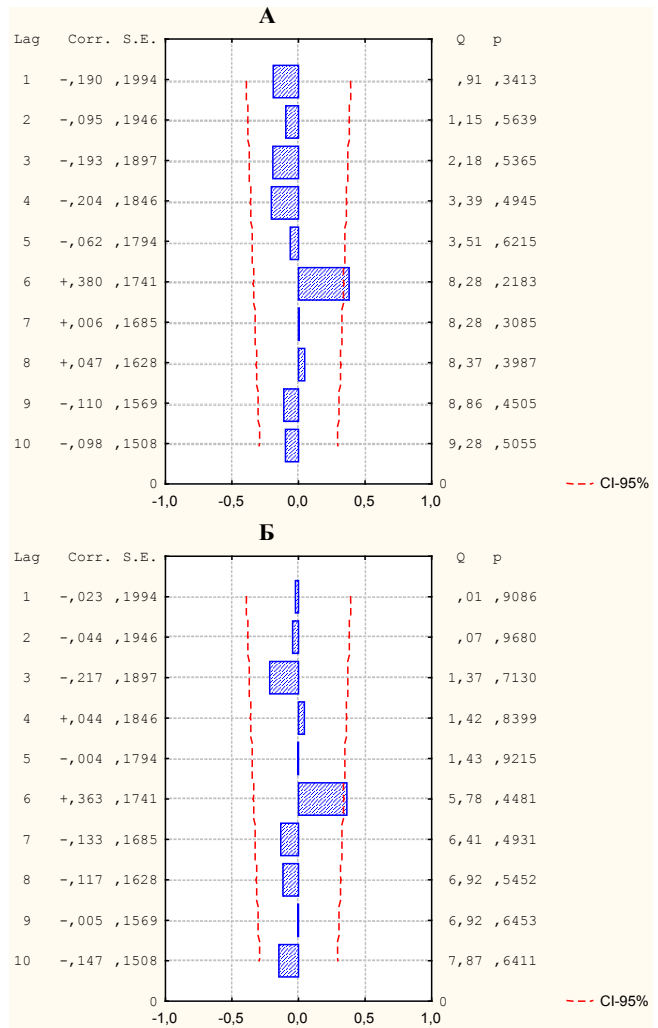 А
Lag Corr. S.E. Q p
1 -,190 ,1994 ,91 ,3413
2 -,095 ,1946 1,15 ,5639
3 -,193 ,1897 2,18 ,5365
4 -,204 ,1846 3,39 ,4945
5 -,062 ,1794 3,51 ,6215
6 +,380 ,1741 8,28 ,2183
7 +,006 ,1685 8,28 ,3085
8 +,047 ,1628 8,37 ,3987
9 -,110 ,1569 8,86 ,4505
10 -,098 ,1508 9,28 ,5055
0 0
CI-95%
-1,0 -0,5 0,0 0,5 1,0
Б
Lag Corr. S.E. Q p
1 -,023 ,1994 ,01 ,9086
2 -,044 ,1946 ,07 ,9680
3 -,217 ,1897 1,37 ,7130
4 +,044 ,1846 1,42 ,8399
5 -,004 ,1794 1,43 ,9215
6 +,363 ,1741 5,78 ,4481
7 -,133 ,1685 6,41 ,4931
8 -,117 ,1628 6,92 ,5452
9 -,005 ,1569 6,92 ,6453
10 -,147 ,1508 7,87 ,6411
0 0
CI-95%
-1,0 -0,5 0,0 0,5 1,0